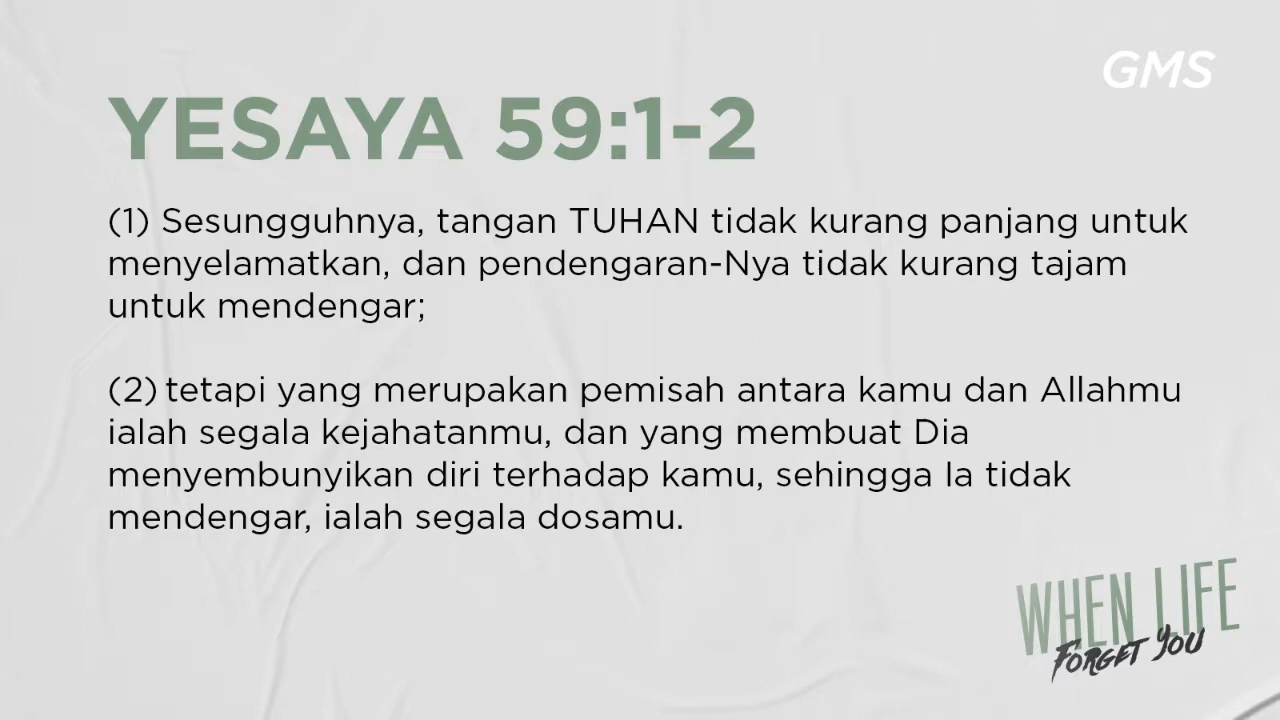 GMS
YESAYA 59:1-2
(1) Sesungguhnya, tangan TUHAN tidak kurang panjang untuk
menyelamatkan, dan pendengaran-Nya tidak kurang tajam
untuk mendengar;
(2) tetapi yang merupakan pemisah antara kamu dan Allahmu
ialah segala kejahatanmu, dan yang membuat Dia
menyembunyikan diri terhadap kamu, sehingga Ia tidak
mendengar, ialah segala dosamu.
WHEN LIFE
FORGET YOU